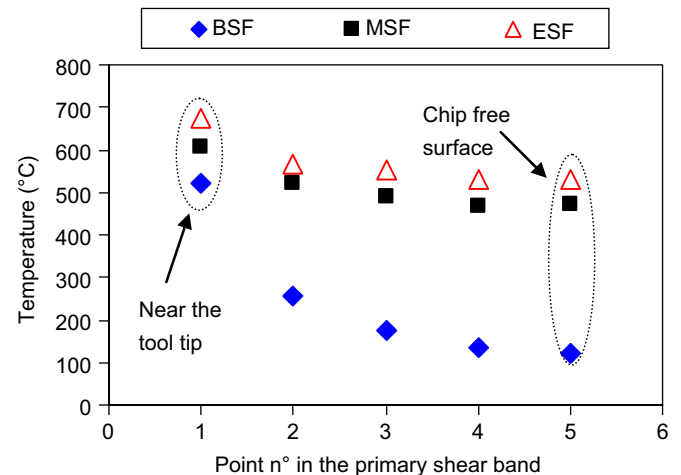 BSF MSF ESF
800
700
600
500
400
300
200
100
0
Temperature (°C)
Chip free
surface
Near the
tool tip
0 1 2 3 4 5 6
Point n° in the primary shear band